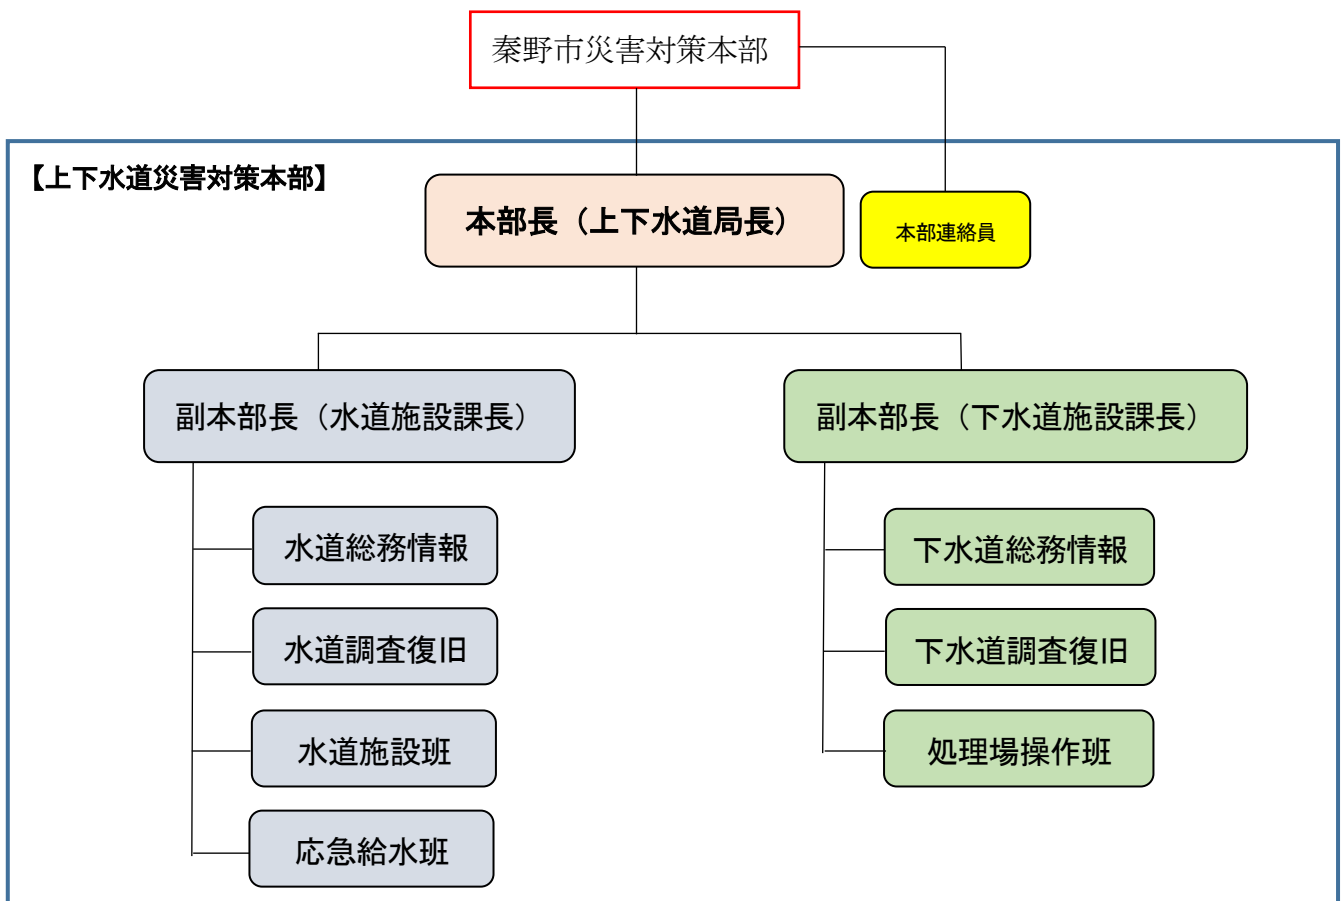 秦野市災害対策本部
【上下水道災害対策本部】
本部長（上下水道局長）
本部連絡員
副本部長（水道施設課長）
副本部長（下水道施設課長）
水道総務情報
水道調査復旧
水道施設班
応急給水班
下水道総務情報
下水道調査復旧
処理場操作班